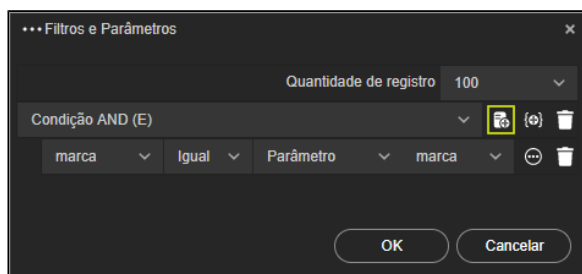 Filtros e Parâmetros
Quantidade de registro 100
Condição AND (E)
marca Igual Parâmetro marca
OK Cancelar